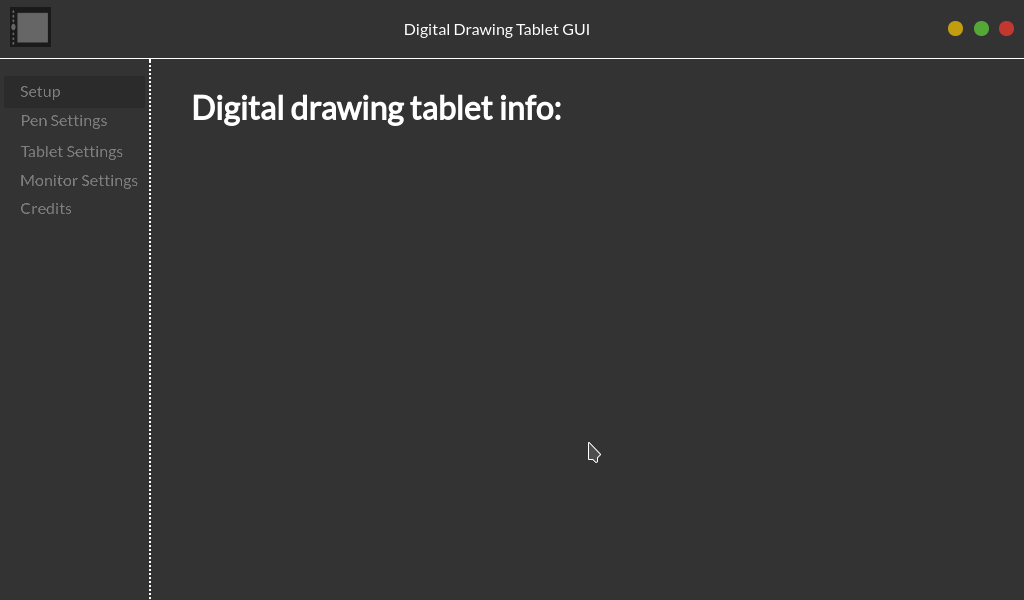 Digital Drawing Tablet GUI
Setup
Pen Settings
Tablet Settings
Monitor Settings
Credits
Digital drawing tablet info: